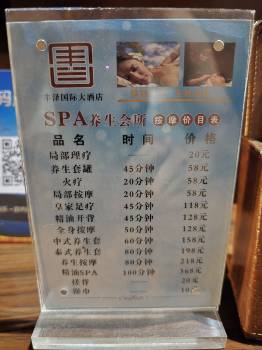 丰泽国际大酒店
SPA养生会所 按摩价目表
品名 时间 价格
局部理疗 — 20元
养生套罐 45分钟 58元
火疗 20分钟 58元
局部按摩 20分钟 58元
皇家足疗 45分钟 118元
精油开背 45分钟 128元
全身按摩 50分钟 128元
中式养生套 60分钟 158元
泰式养生套 80分钟 198元
皇养生按摩 80分钟 218元
精油SPA 100分钟 368元
搓背 — 20元